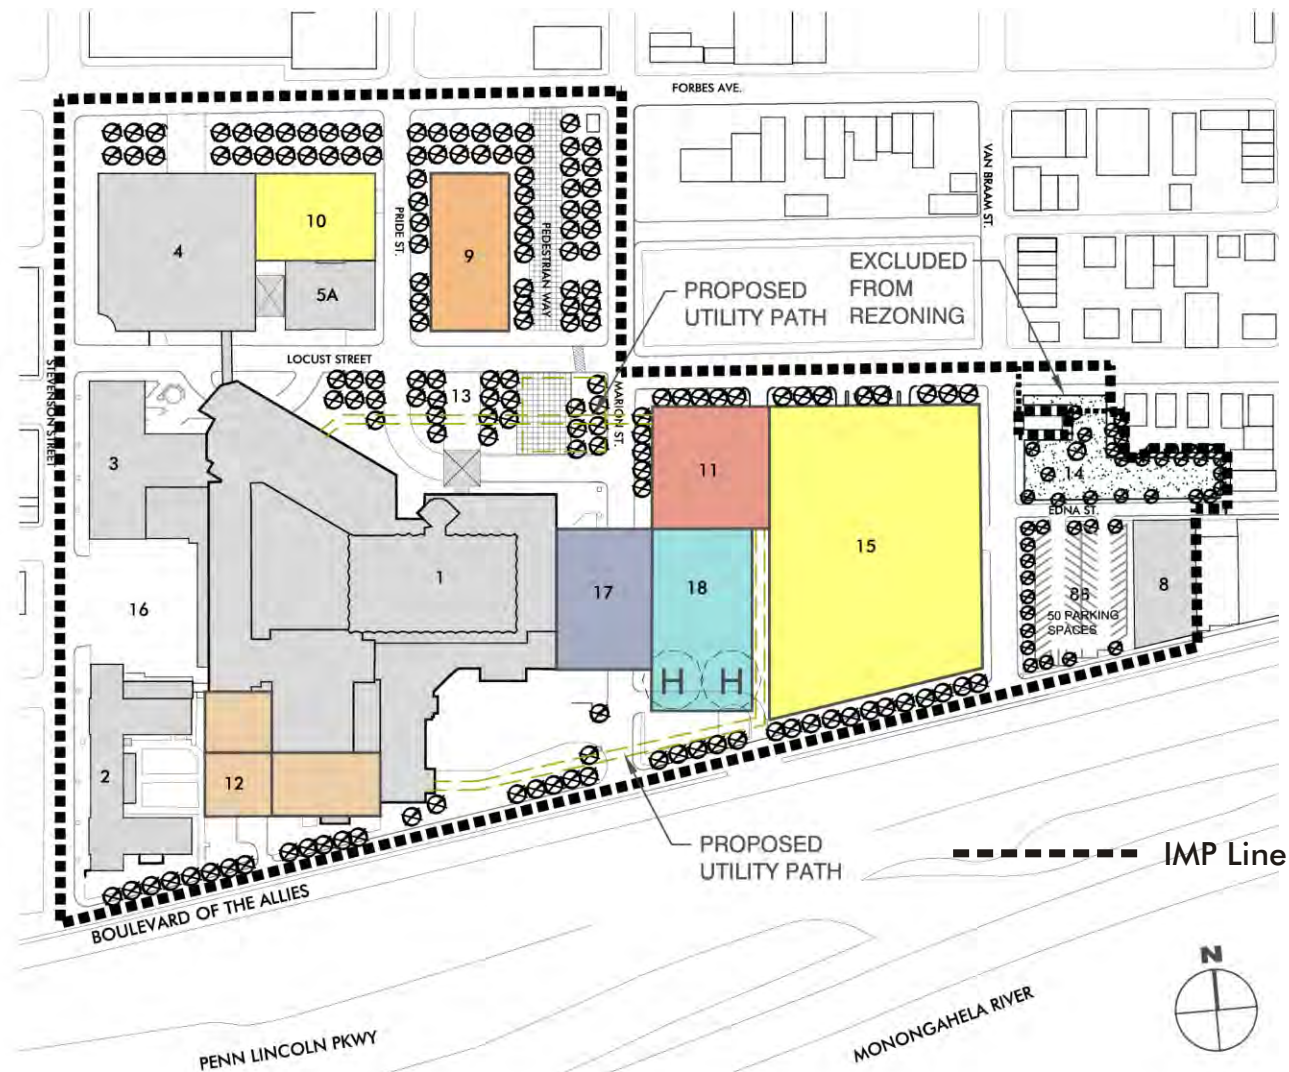 FORBES AVE.
VAN BRAAM ST.
10
PRIDE ST.
4
9
PEDESTRIAN WAY
EXCLUDED
FROM
REZONING
PROPOSED
UTILITY PATH
5A
LOCUST STREET
STEVENSON STREET
13
MARION ST.
3
11
14
EDNA ST.
15
1
17
18
8B
8
50 PARKING
SPACES
16
H
H
2
12
PROPOSED
UTILITY PATH
IMP Line
BOULEVARD OF THE ALLIES
N
PENN LINCOLN PKWY
MONONGAHELA RIVER